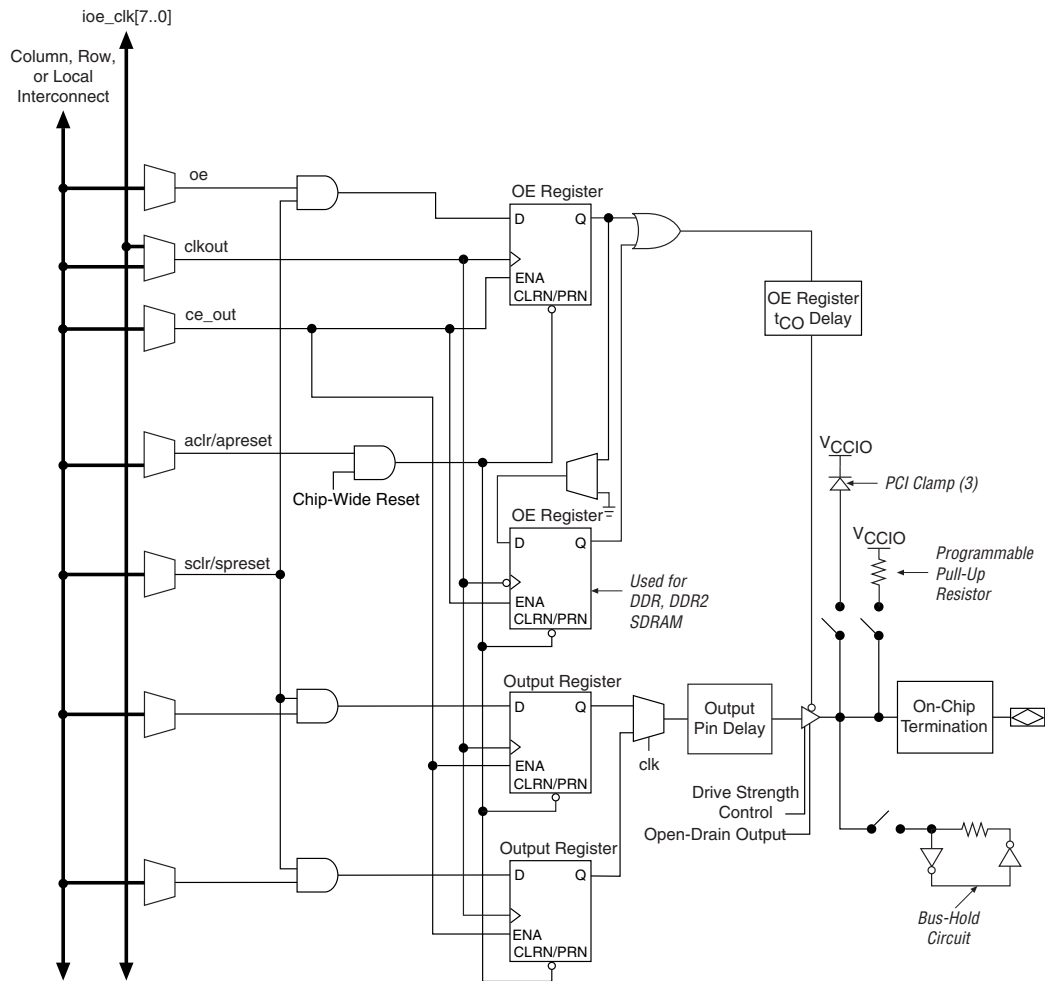 ioe_clk[7..0]
Column, Row,
or Local
Interconnect
oe
OE Register
D
Q
clkout
ENA
CLRN/PRN
ce_out
OE Register
tCO Delay
aclr/apreset
Chip-Wide Reset
VCCIO
PCI Clamp (3)
OE Register
D
Q
VCCIO
Programmable
Pull-Up
Resistor
sclr/spreset
ENA
CLRN/PRN
Used for
DDR, DDR2
SDRAM
Output Register
D
Q
ENA
CLRN/PRN
clk
Output
Pin Delay
On-Chip
Termination
Drive Strength
Control
Open-Drain Output
Output Register
D
Q
ENA
CLRN/PRN
Bus-Hold
Circuit